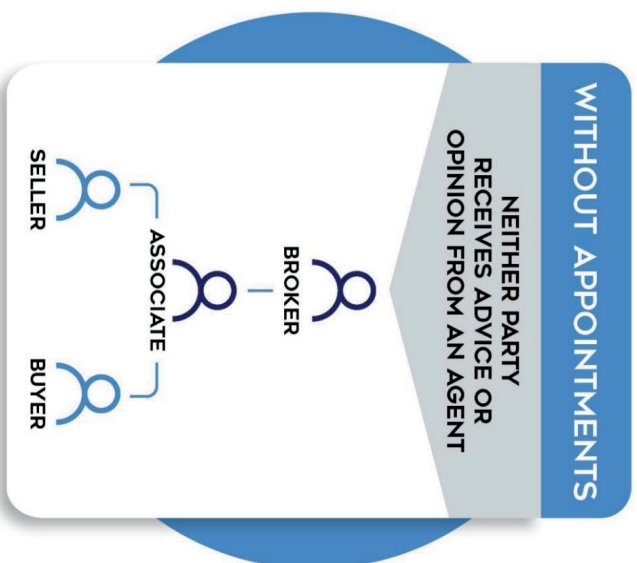 WITHOUT APPOINTMENTS
NEITHER PARTY
RECEIVES ADVICE OR
OPINION FROM AN AGENT
BROKER
ASSOCIATE
SELLER
BUYER